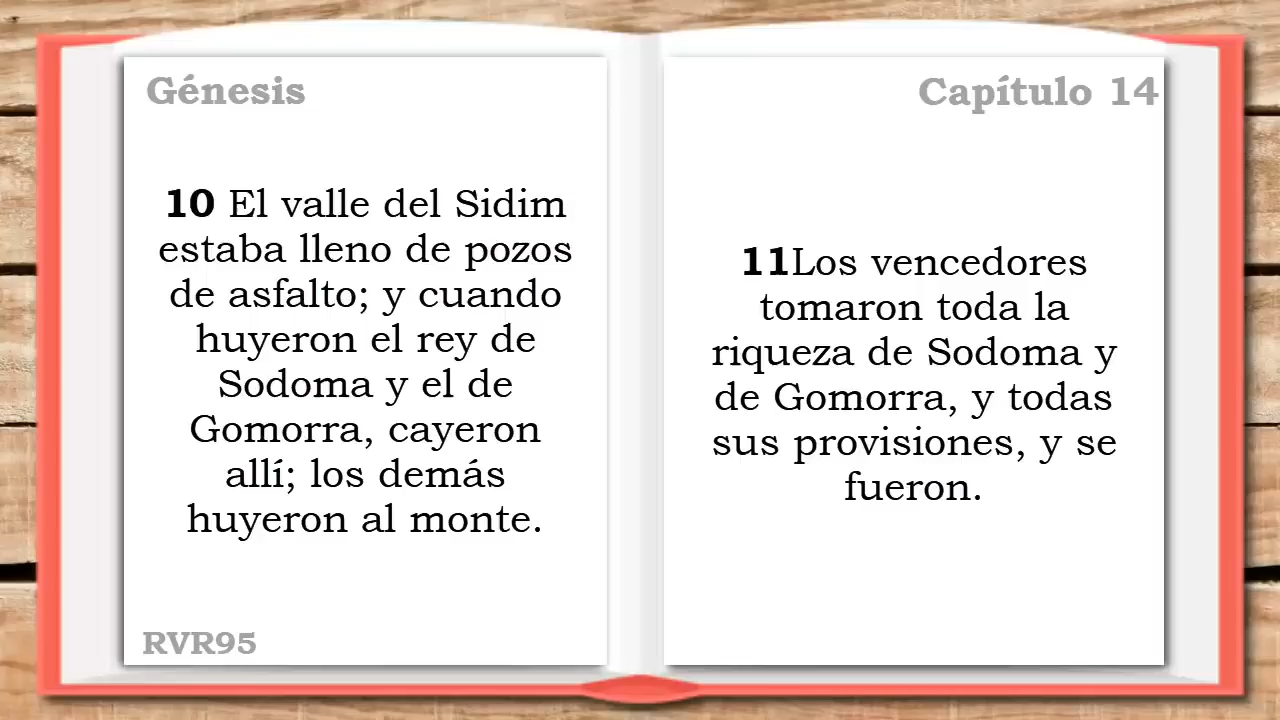 Génesis
10 El valle del Sidim
estaba lleno de pozos
de asfalto; y cuando
huyeron el rey de
Sodoma y el de
Gomorra, cayeron
allí; los demás
huyeron al monte.
RVR95
Capítulo 14
11Los vencedores
tomaron toda la
riqueza de Sodoma y
de Gomorra, y todas
sus provisiones, y se
fueron.